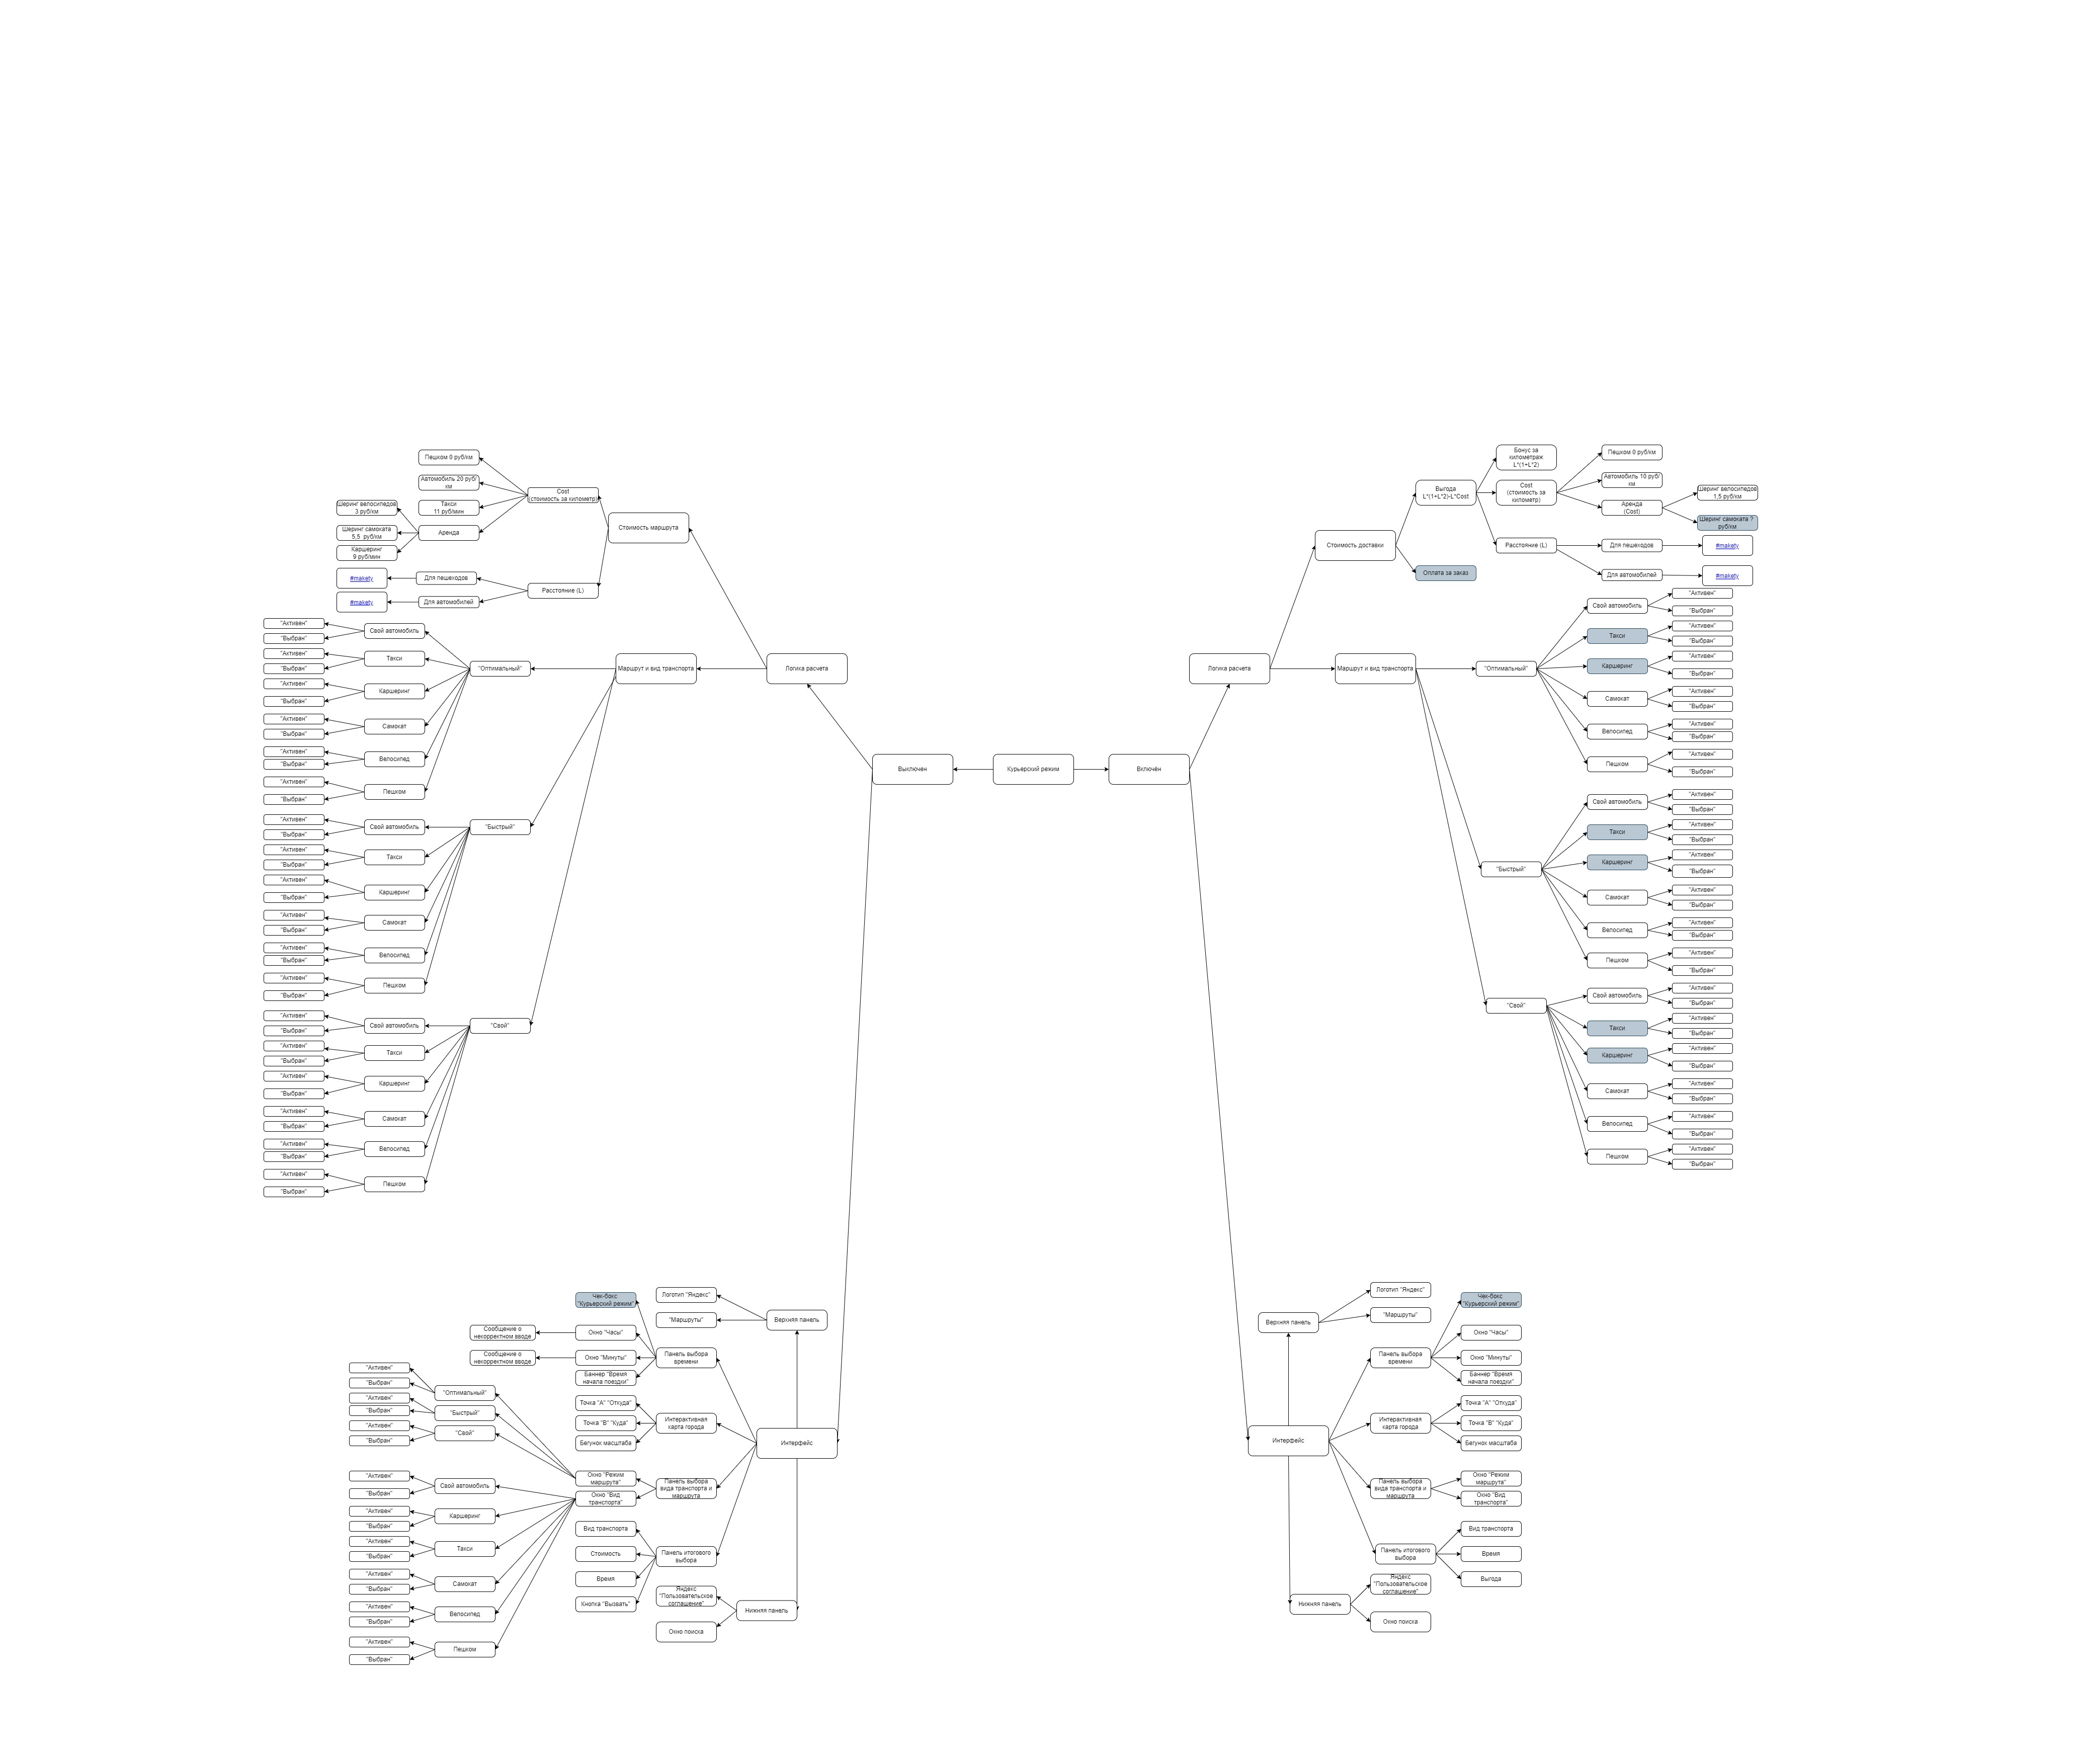 Курьерский режим
Выключен
Логика расчета
Стоимость маршрута
Cost
(стоимость за километр)
Пешком 0 руб/км
Автомобиль 20 руб/
км
Такси
11 руб/мин
Аренда
Шеринг велосипедов
3 руб/км
Шеринг самоката
5,5 руб/км
Каршеринг
9 руб/мин
Расстояние (L)
Для пешеходов
#makety
Для автомобилей
#makety
Маршрут и вид транспорта
"Оптимальный"
Свой автомобиль
"Активен"
"Выбран"
Такси
"Активен"
"Выбран"
Каршеринг
"Активен"
"Выбран"
Самокат
"Активен"
"Выбран"
Велосипед
"Активен"
"Выбран"
Пешком
"Активен"
"Выбран"
"Быстрый"
Свой автомобиль
"Активен"
"Выбран"
Такси
"Активен"
"Выбран"
Каршеринг
"Активен"
"Выбран"
Самокат
"Активен"
"Выбран"
Велосипед
"Активен"
"Выбран"
Пешком
"Активен"
"Выбран"
"Свой"
Свой автомобиль
"Активен"
"Выбран"
Такси
"Активен"
"Выбран"
Каршеринг
"Активен"
"Выбран"
Самокат
"Активен"
"Выбран"
Велосипед
"Активен"
"Выбран"
Пешком
"Активен"
"Выбран"
Интерфейс
Верхняя панель
Логотип "Яндекс"
"Маршруты"
Панель выбора
времени
Чек-бокс
"Курьерский режим"
Окно "Часы"
Сообщение о
некорректном вводе
Окно "Минуты"
Сообщение о
некорректном вводе
Баннер "Время
начала поездки"
Интерактивная
карта города
Точка "А" "Откуда"
Точка "В" "Куда"
Бегунок масштаба
Панель выбора
вида транспорта и
маршрута
Окно "Режим
маршрута"
"Оптимальный"
"Активен"
"Выбран"
"Быстрый"
"Активен"
"Выбран"
"Свой"
"Активен"
"Выбран"
Окно "Вид
транспорта"
Свой автомобиль
"Активен"
"Выбран"
Каршеринг
"Активен"
"Выбран"
Такси
"Активен"
"Выбран"
Самокат
"Активен"
"Выбран"
Велосипед
"Активен"
"Выбран"
Пешком
"Активен"
"Выбран"
Панель итогового
выбора
Вид транспорта
Стоимость
Время
Кнопка "Вызвать"
Нижняя панель
Яндекс
"Пользовательское
соглашение"
Окно поиска
Включён
Логика расчета
Стоимость доставки
Выгода
L*(1+L*2)-L*Cost
Бонус за
километраж
L*(1+L*2)
Cost
(стоимость за
километр)
Пешком 0 руб/км
Автомобиль 10 руб/
км
Аренда
(Cost)
Шеринг велосипедов
1,5 руб/км
Шеринг самоката ?
руб/км
Расстояние (L)
Для пешеходов
#makety
Для автомобилей
#makety
Оплата за заказ
Маршрут и вид транспорта
"Оптимальный"
Свой автомобиль
"Активен"
"Выбран"
Такси
"Активен"
"Выбран"
Каршеринг
"Активен"
"Выбран"
Самокат
"Активен"
"Выбран"
Велосипед
"Активен"
"Выбран"
Пешком
"Активен"
"Выбран"
"Быстрый"
Свой автомобиль
"Активен"
"Выбран"
Такси
"Активен"
"Выбран"
Каршеринг
"Активен"
"Выбран"
Самокат
"Активен"
"Выбран"
Велосипед
"Активен"
"Выбран"
Пешком
"Активен"
"Выбран"
"Свой"
Свой автомобиль
"Активен"
"Выбран"
Такси
"Активен"
"Выбран"
Каршеринг
"Активен"
"Выбран"
Самокат
"Активен"
"Выбран"
Велосипед
"Активен"
"Выбран"
Пешком
"Активен"
"Выбран"
Интерфейс
Верхняя панель
Логотип "Яндекс"
"Маршруты"
Панель выбора
времени
Чек-бокс
"Курьерский режим"
Окно "Часы"
Окно "Минуты"
Баннер "Время
начала поездки"
Интерактивная
карта города
Точка "А" "Откуда"
Точка "В" "Куда"
Бегунок масштаба
Панель выбора
вида транспорта и
маршрута
Окно "Режим
маршрута"
Окно "Вид
транспорта"
Панель итогового
выбора
Вид транспорта
Время
Выгода
Нижняя панель
Яндекс
"Пользовательское
соглашение"
Окно поиска